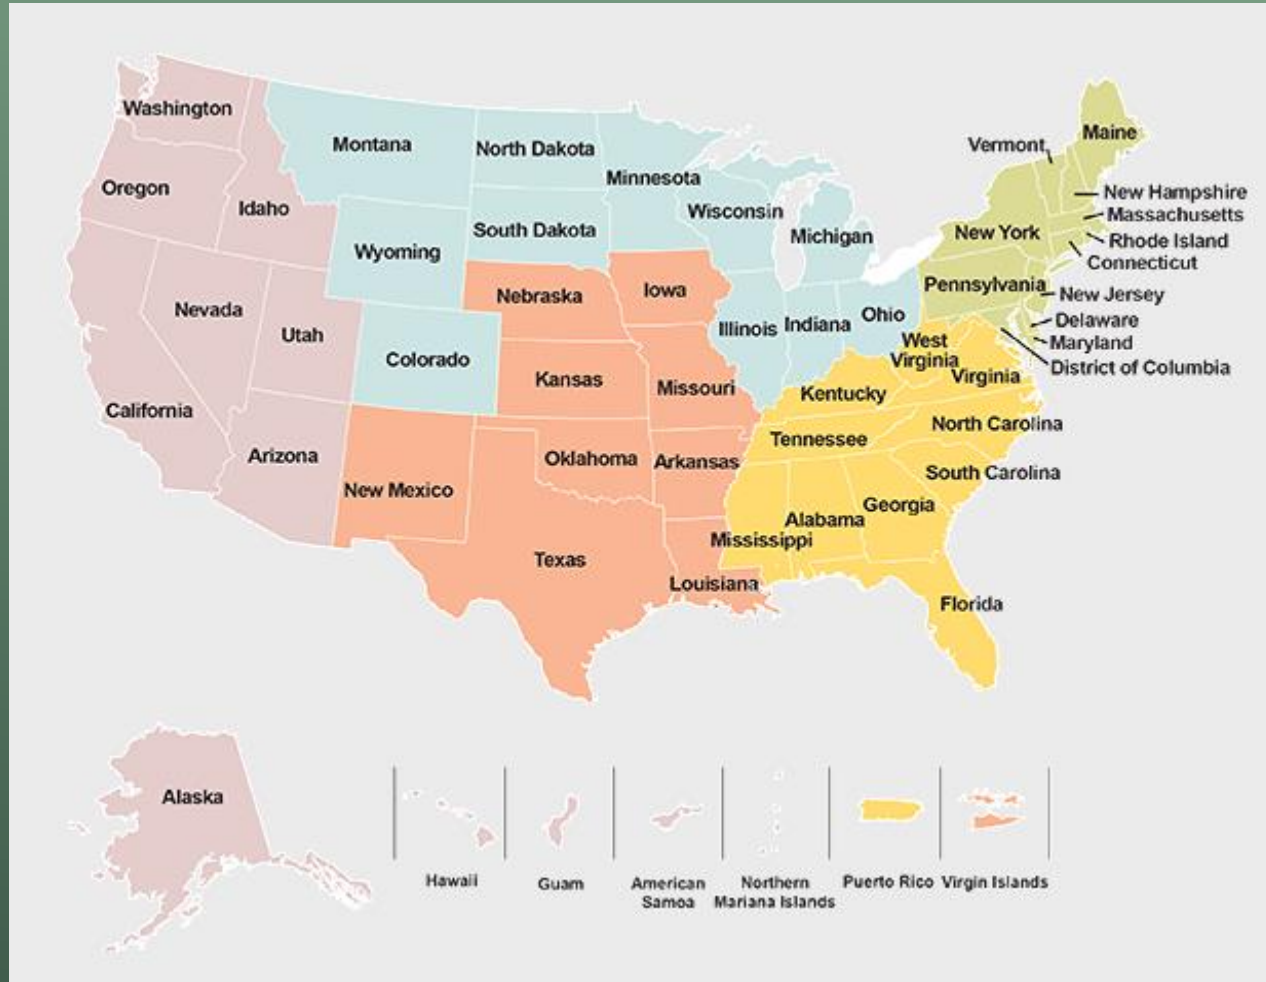 Washington
Montana
North Dakota
Minnesota
Vermont
Maine
Oregon
Idaho
Wisconsin
New Hampshire
Massachusetts
South Dakota
Michigan
New York
Rhode Island
Wyoming
Connecticut
Nebraska
Iowa
Pennsylvania
New Jersey
Nevada
Utah
Illinois
Indiana
Ohio
Delaware
West
Virginia
Maryland
Colorado
District of Columbia
Kansas
Missouri
Kentucky
Virginia
California
North Carolina
Tennessee
Arizona
Oklahoma
Arkansas
South Carolina
New Mexico
Georgia
Alabama
Mississippi
Texas
Louisiana
Florida
Alaska
Hawaii
Guam
American
Samoa
Northern
Mariana Islands
Puerto Rico
Virgin Islands